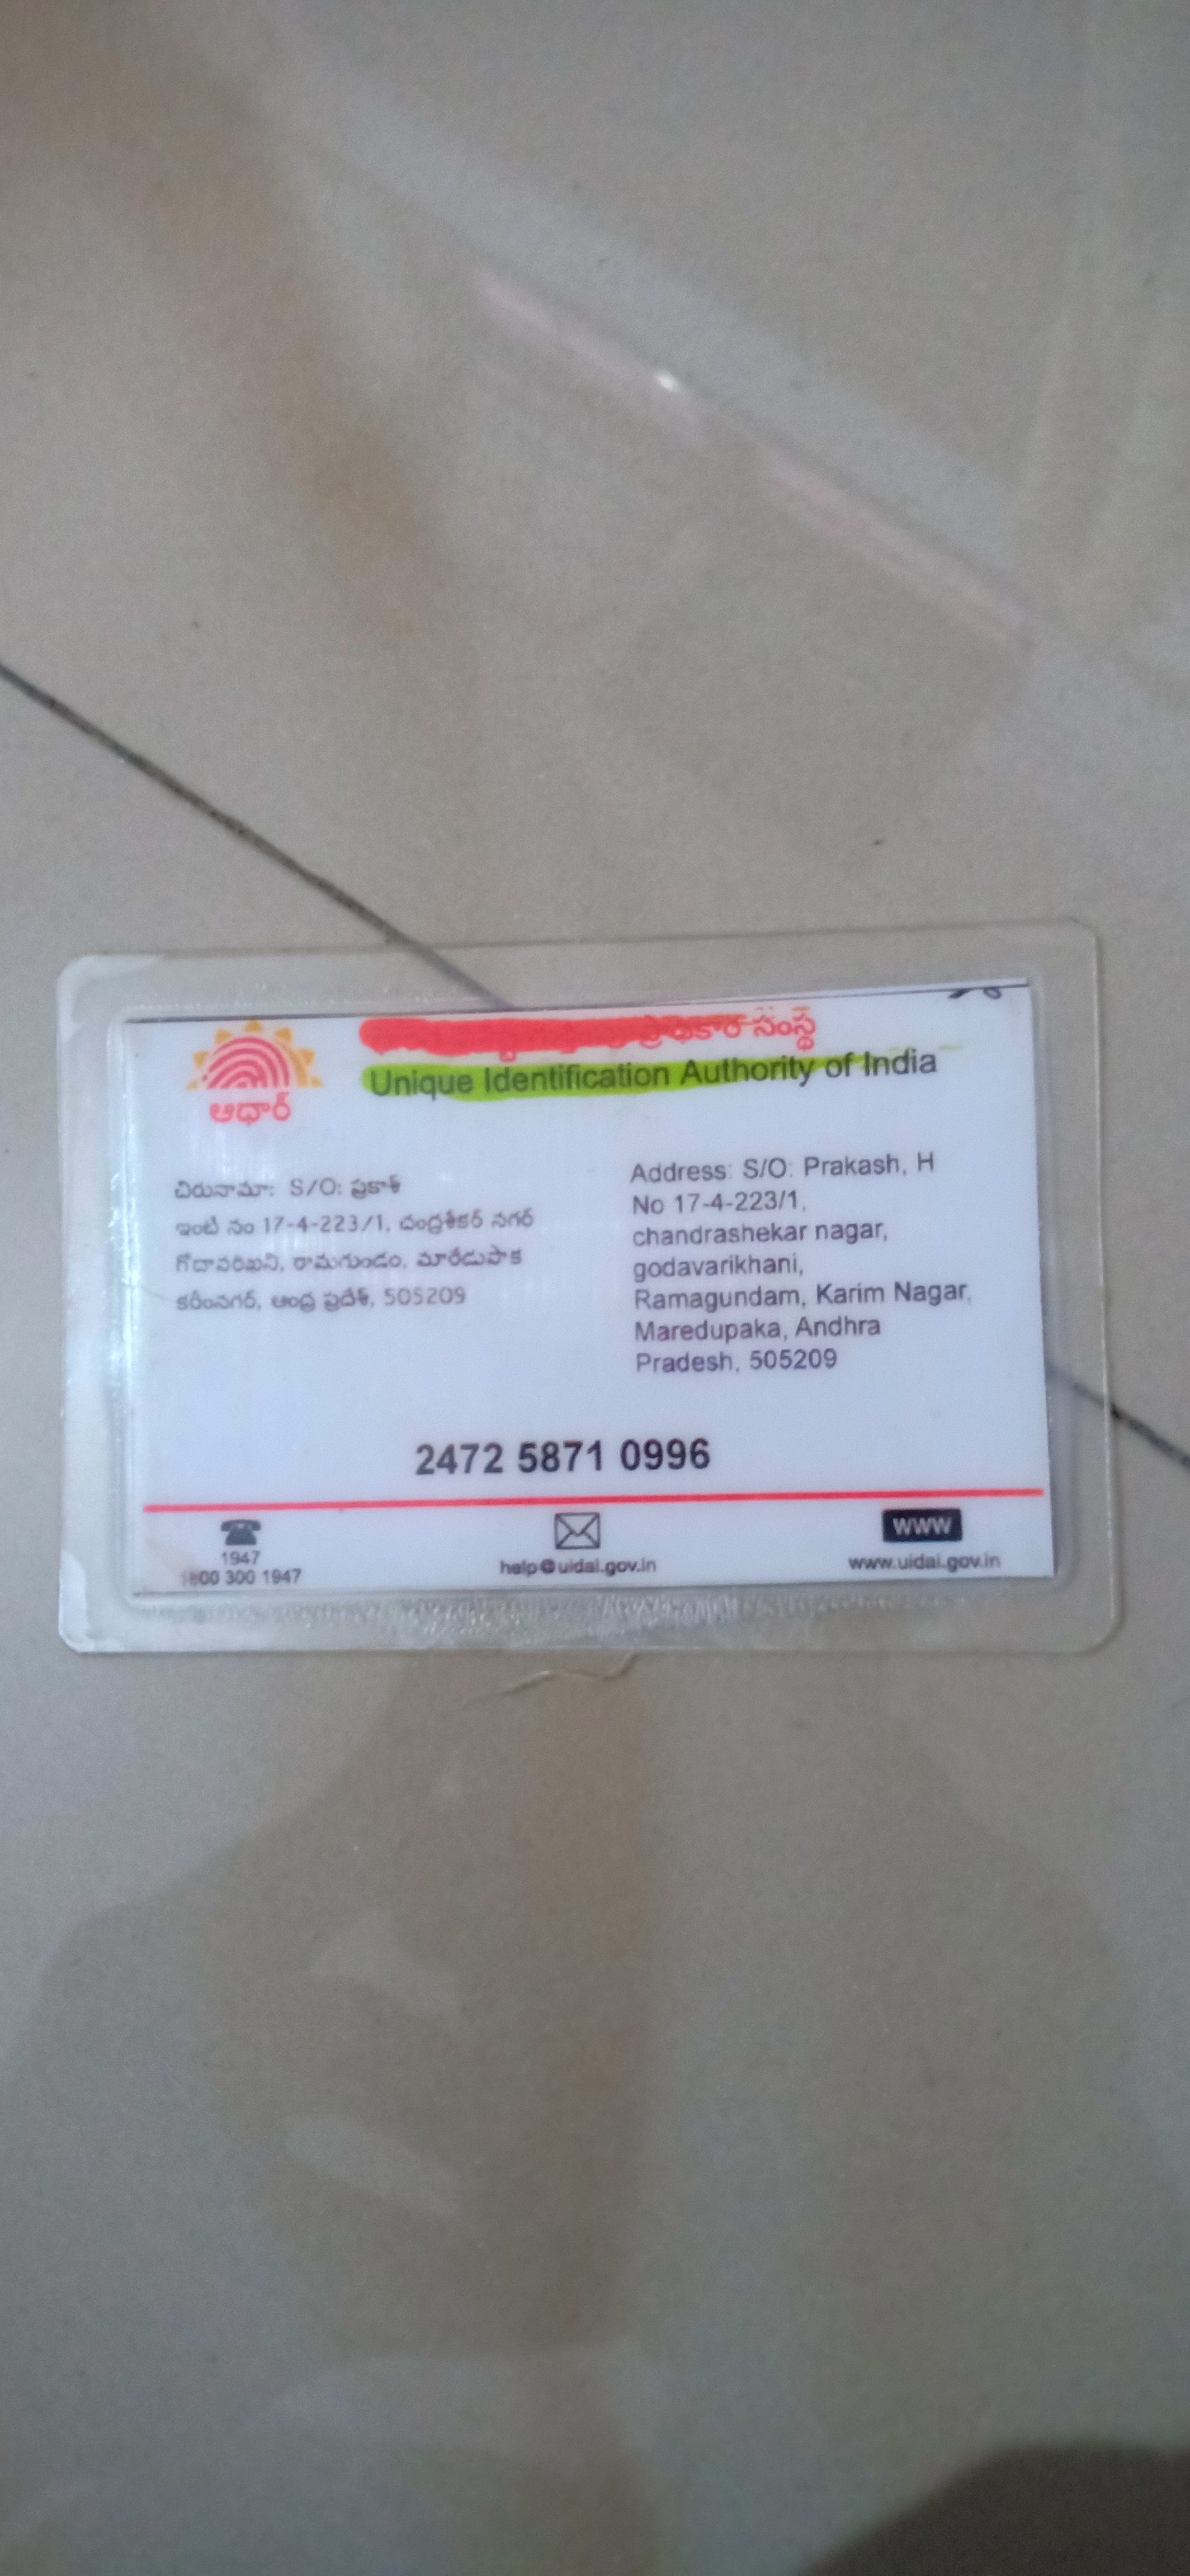 ప్రాధికార సంస్థ
Unique Identification Authority of India
ఆధార్
చిరునామా: S/O: ప్రకాశ్
ఇంటి నం 17-4-223/1, చంద్రశేకర్ నగర్
గోదావరిఖని, రామగుండం, మారేడుపాక
కరీంనగర్, ఆంధ్ర ప్రదేశ్, 505209
Address: S/O: Prakash, H
No 17-4-223/1,
chandrashekar nagar,
godavarikhani,
Ramagundam, Karim Nagar,
Maredupaka, Andhra
Pradesh, 505209
2472 5871 0996
1947
1800 300 1947
help@uidai.gov.in
www
www.uidai.gov.in